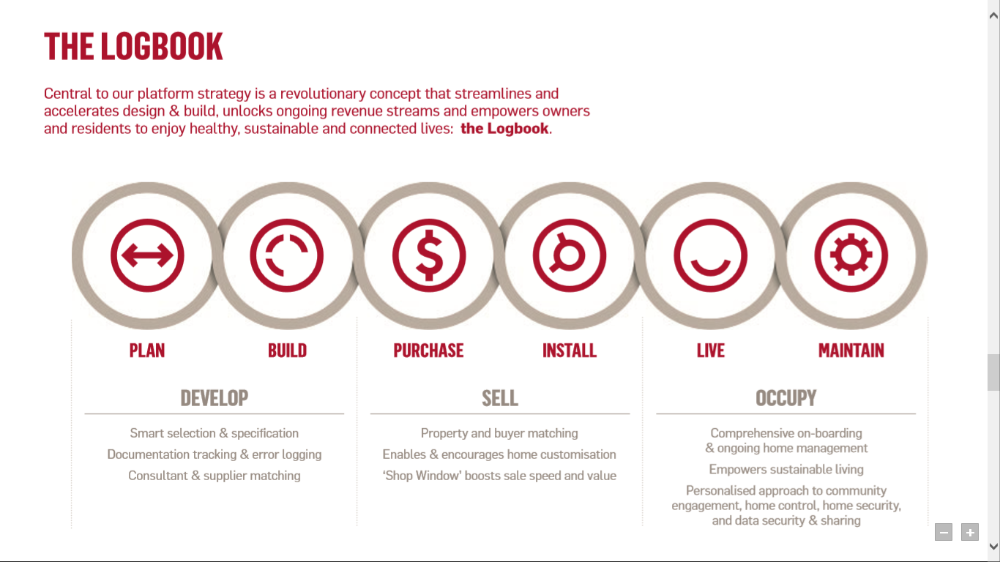 THE LOGBOOK
Central to our platform strategy is a revolutionary concept that streamlines and
accelerates design & build, unlocks ongoing revenue streams and empowers owners
and residents to enjoy healthy, sustainable and connected lives: the Logbook.
$
PLAN
BUILD
PURCHASE
INSTALL
LIVE
MAINTAIN
DEVELOP
Smart selection & specification
Documentation tracking & error logging
Consultant & supplier matching
SELL
Property and buyer matching
Enables & encourages home customisation
‘Shop Window’ boosts sale speed and value
OCCUPY
Comprehensive on-boarding
& ongoing home management
Empowers sustainable living
Personalised approach to community
engagement, home control, home security,
and data security & sharing